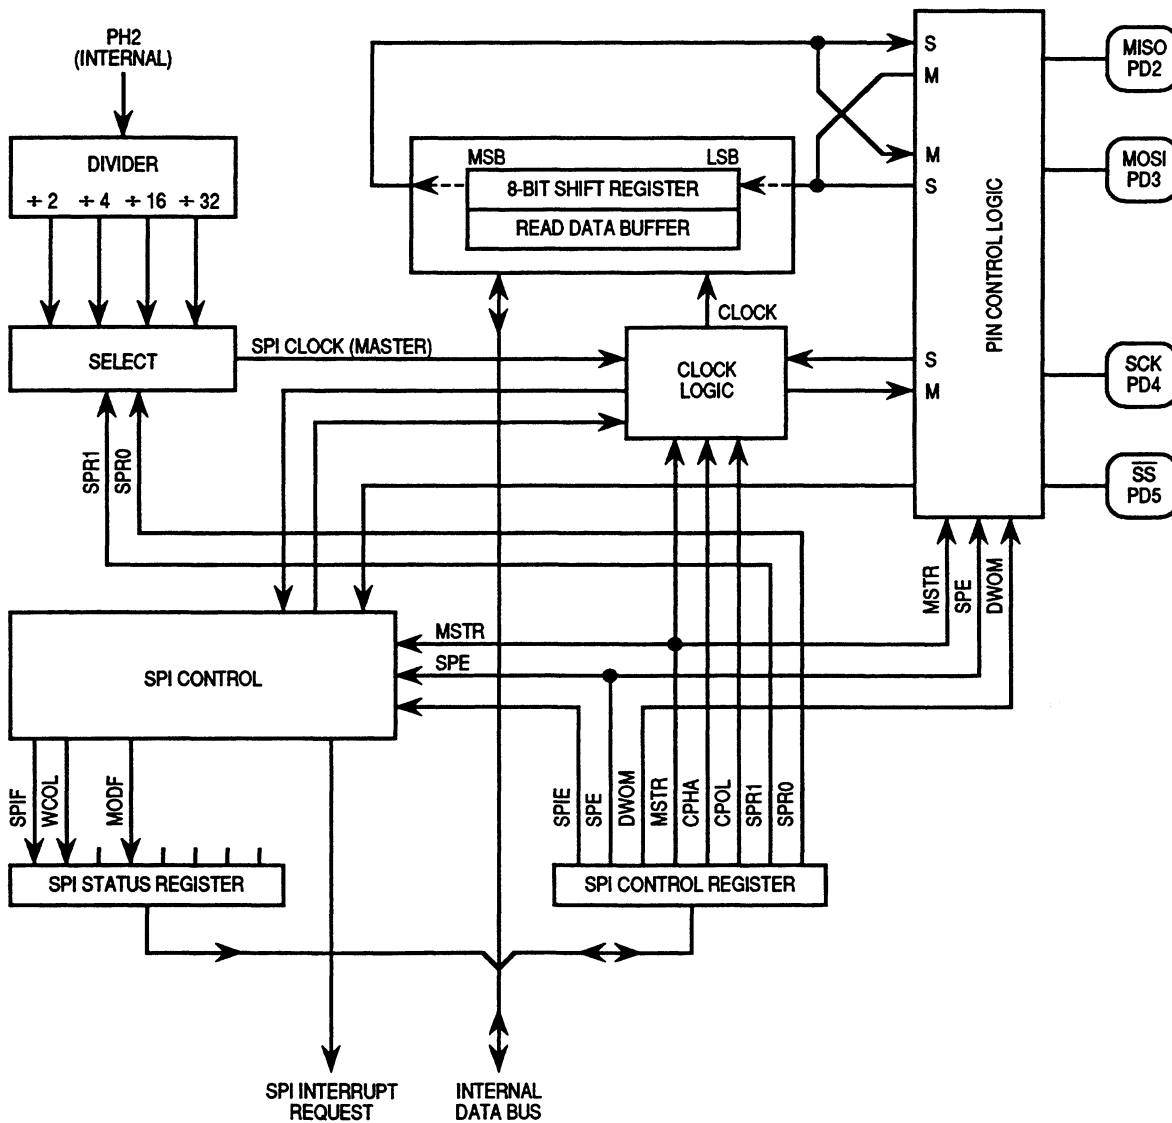 PH2
(INTERNAL)
DIVIDER
÷ 2 ÷ 4 ÷ 16 ÷ 32
SELECT
SPR1
SPR0
SPI CLOCK (MASTER)
MSB LSB
8-BIT SHIFT REGISTER
READ DATA BUFFER
CLOCK
CLOCK
LOGIC
S
M
M
S
S
M
PIN CONTROL LOGIC
MISO
PD2
MOSI
PD3
SCK
PD4
SS
PD5
MSTR
SPE
DWOM
MSTR
SPE
SPI CONTROL
SPIF
WCOL
MODF
SPI STATUS REGISTER
SPIE
SPE
DWOM
MSTR
CPHA
CPOL
SPR1
SPR0
SPI CONTROL REGISTER
SPI INTERRUPT
REQUEST
INTERNAL
DATA BUS